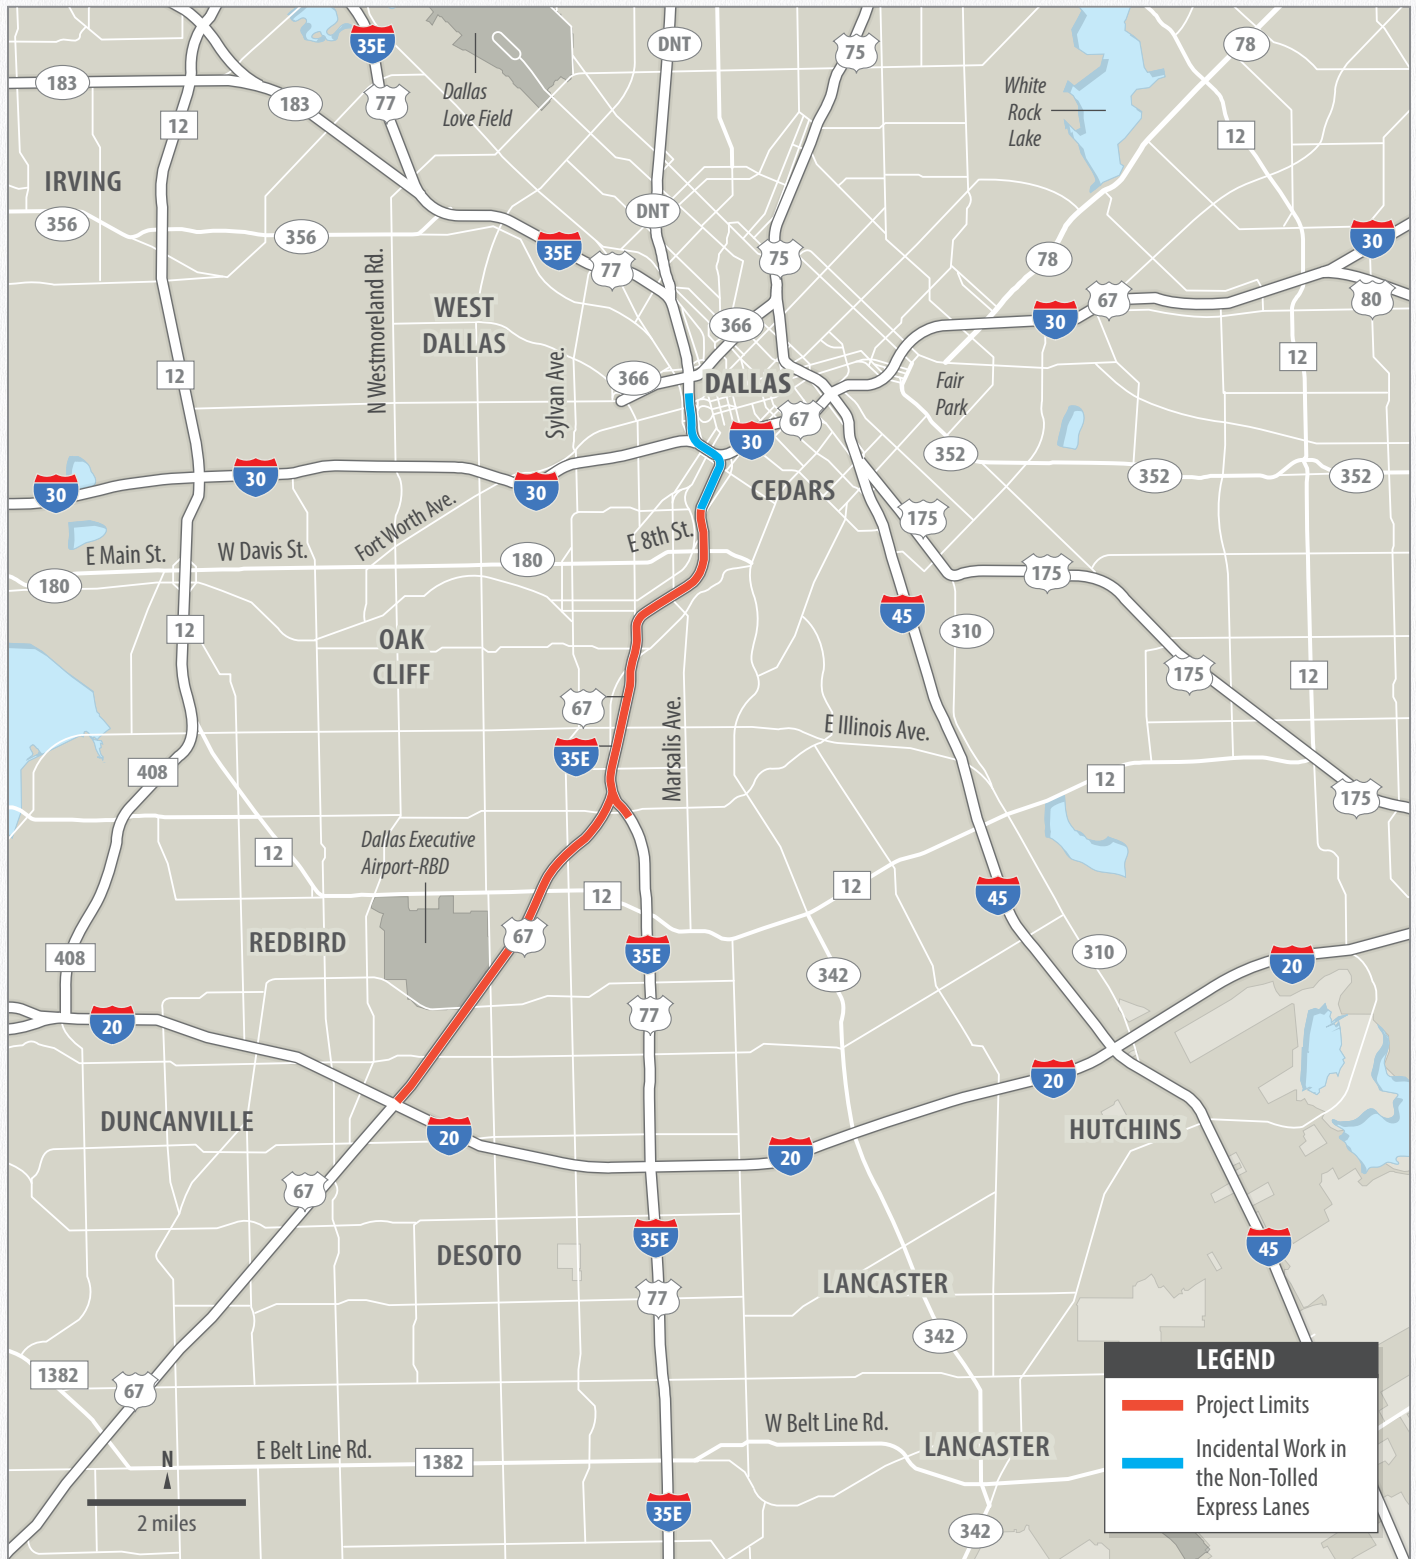 35E
DNT
75
78
183
77
183
Dallas
Love Field
White
Rock
Lake
12
12
IRVING
356
356
DNT
35E
77
75
78
30
N Westmoreland Rd.
WEST
DALLAS
67
30
80
366
12
Sylvan Ave.
366
DALLAS
12
Fair
Park
67
30
352
352
352
30
30
30
CEDARS
Fort Worth Ave.
175
E Main St.
W Davis St.
E 8th St.
180
180
175
12
45
310
OAK
CLIFF
175
12
67
35E
Marsalis Ave.
E Illinois Ave.
408
12
175
12
Dallas Executive
Airport-RBD
12
12
45
REDBIRD
67
35E
408
342
310
20
77
20
20
DUNCANVILLE
20
20
HUTCHINS
67
DESOTO
35E
45
77
LANCASTER
342
1382
67
LEGEND
Project Limits
Incidental Work in
the Non-Tolled
Express Lanes
W Belt Line Rd.
LANCASTER
E Belt Line Rd.
1382
N
2 miles
35E
342